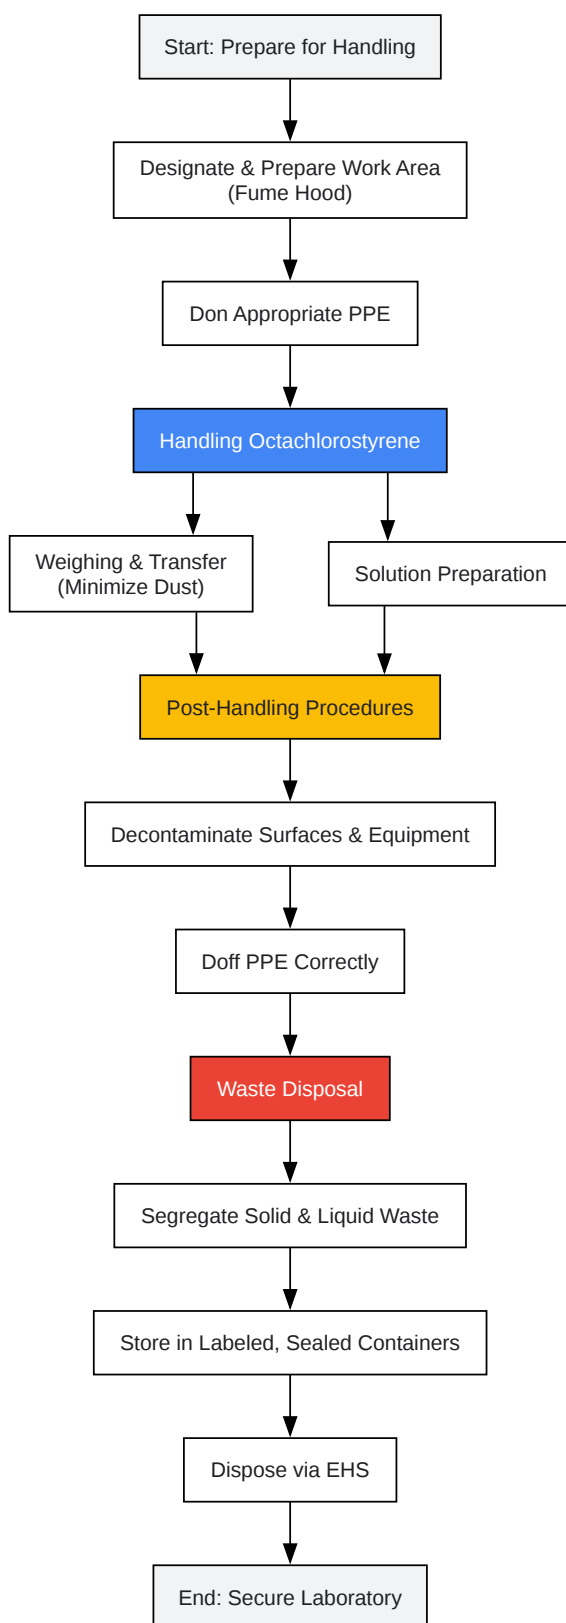 Start: Prepare for Handling
Designate & Prepare Work Area
(Fume Hood)
Don Appropriate PPE
Handling Octachlorostyrene
Weighing & Transfer
(Minimize Dust)
Solution Preparation
Post-Handling Procedures
Decontaminate Surfaces & Equipment
Doff PPE Correctly
Waste Disposal
Segregate Solid & Liquid Waste
Store in Labeled, Sealed Containers
Dispose via EHS
End: Secure Laboratory